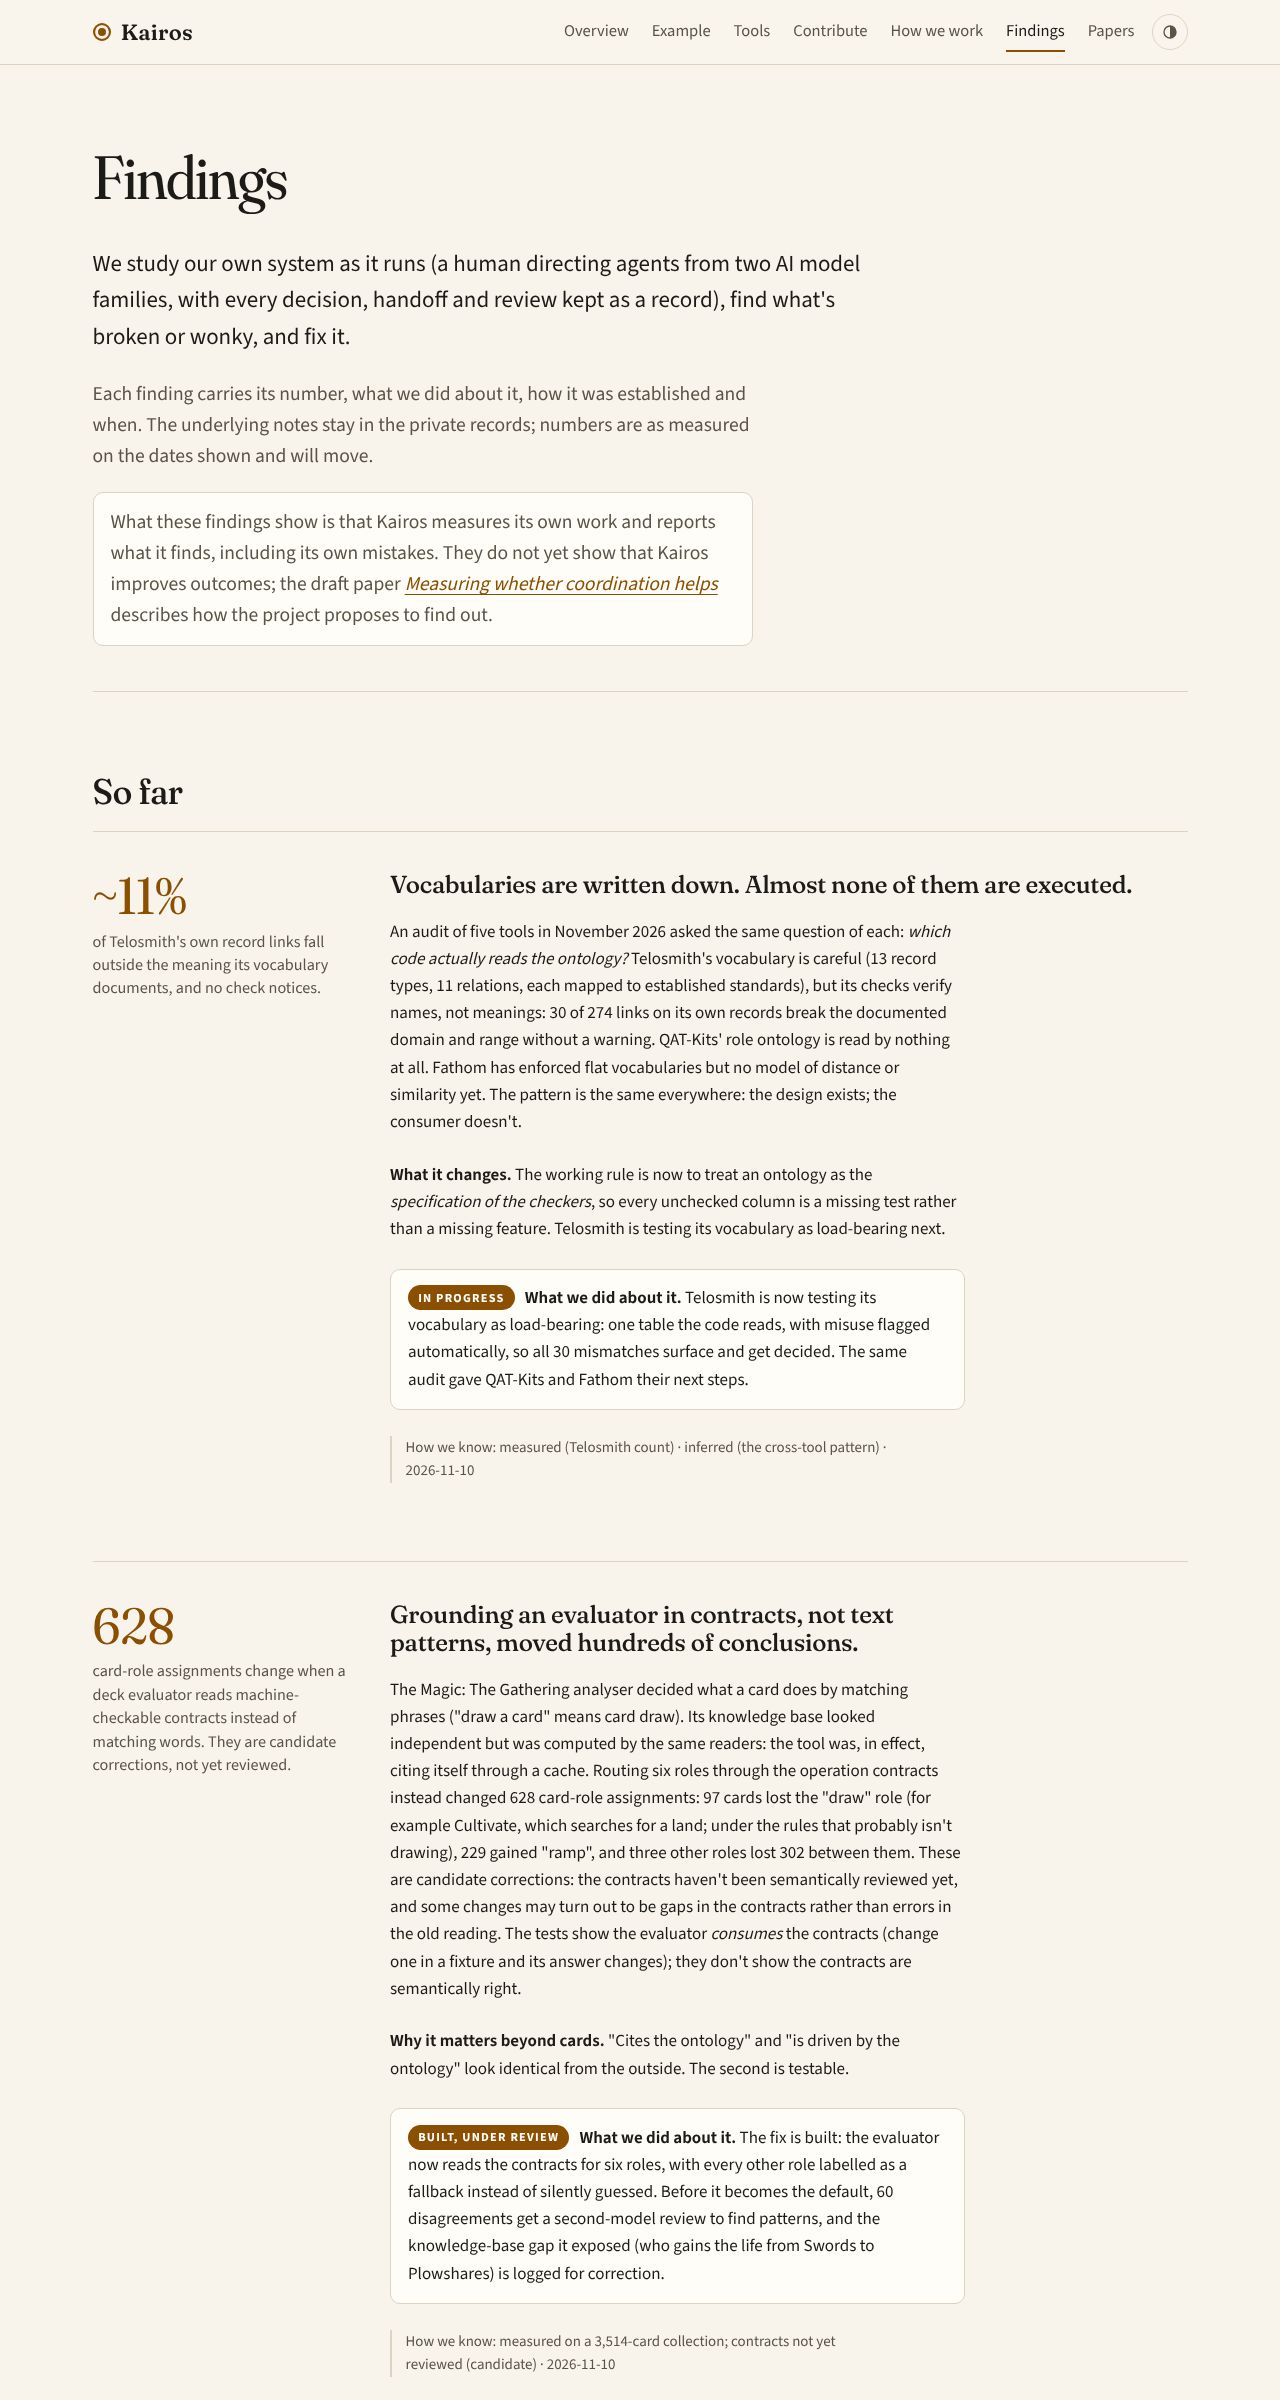 Kairos
Overview Example Tools Contribute How we work Findings Papers
Findings
We study our own system as it runs (a human directing agents from two AI model
families, with every decision, handoff and review kept as a record), find what's
broken or wonky, and fix it.
Each finding carries its number, what we did about it, how it was established and
when. The underlying notes stay in the private records; numbers are as measured
on the dates shown and will move.
What these findings show is that Kairos measures its own work and reports
what it finds, including its own mistakes. They do not yet show that Kairos
improves outcomes; the draft paper Measuring whether coordination helps
describes how the project proposes to find out.
So far
~11%
of Telosmith's own record links fall
outside the meaning its vocabulary
documents, and no check notices.
Vocabularies are written down. Almost none of them are executed.
An audit of five tools in November 2026 asked the same question of each: which
code actually reads the ontology? Telosmith's vocabulary is careful (13 record
types, 11 relations, each mapped to established standards), but its checks verify
names, not meanings: 30 of 274 links on its own records break the documented
domain and range without a warning. QAT-Kits' role ontology is read by nothing
at all. Fathom has enforced flat vocabularies but no model of distance or
similarity yet. The pattern is the same everywhere: the design exists; the
consumer doesn't.
What it changes. The working rule is now to treat an ontology as the
specification of the checkers, so every unchecked column is a missing test rather
than a missing feature. Telosmith is testing its vocabulary as load-bearing next.
IN PROGRESS What we did about it. Telosmith is now testing its
vocabulary as load-bearing: one table the code reads, with misuse flagged
automatically, so all 30 mismatches surface and get decided. The same
audit gave QAT-Kits and Fathom their next steps.
How we know: measured (Telosmith count) · inferred (the cross-tool pattern) ·
2026-11-10
628
card-role assignments change when a
deck evaluator reads machine-
checkable contracts instead of
matching words. They are candidate
corrections, not yet reviewed.
Grounding an evaluator in contracts, not text
patterns, moved hundreds of conclusions.
The Magic: The Gathering analyser decided what a card does by matching
phrases ("draw a card" means card draw). Its knowledge base looked
independent but was computed by the same readers: the tool was, in effect,
citing itself through a cache. Routing six roles through the operation contracts
instead changed 628 card-role assignments: 97 cards lost the "draw" role (for
example Cultivate, which searches for a land; under the rules that probably isn't
drawing), 229 gained "ramp", and three other roles lost 302 between them. These
are candidate corrections: the contracts haven't been semantically reviewed yet,
and some changes may turn out to be gaps in the contracts rather than errors in
the old reading. The tests show the evaluator consumes the contracts (change
one in a fixture and its answer changes); they don't show the contracts are
semantically right.
Why it matters beyond cards. "Cites the ontology" and "is driven by the
ontology" look identical from the outside. The second is testable.
BUILT, UNDER REVIEW What we did about it. The fix is built: the evaluator
now reads the contracts for six roles, with every other role labelled as a
fallback instead of silently guessed. Before it becomes the default, 60
disagreements get a second-model review to find patterns, and the
knowledge-base gap it exposed (who gains the life from Swords to
Plowshares) is logged for correction.
How we know: measured on a 3,514-card collection; contracts not yet
reviewed (candidate) · 2026-11-10